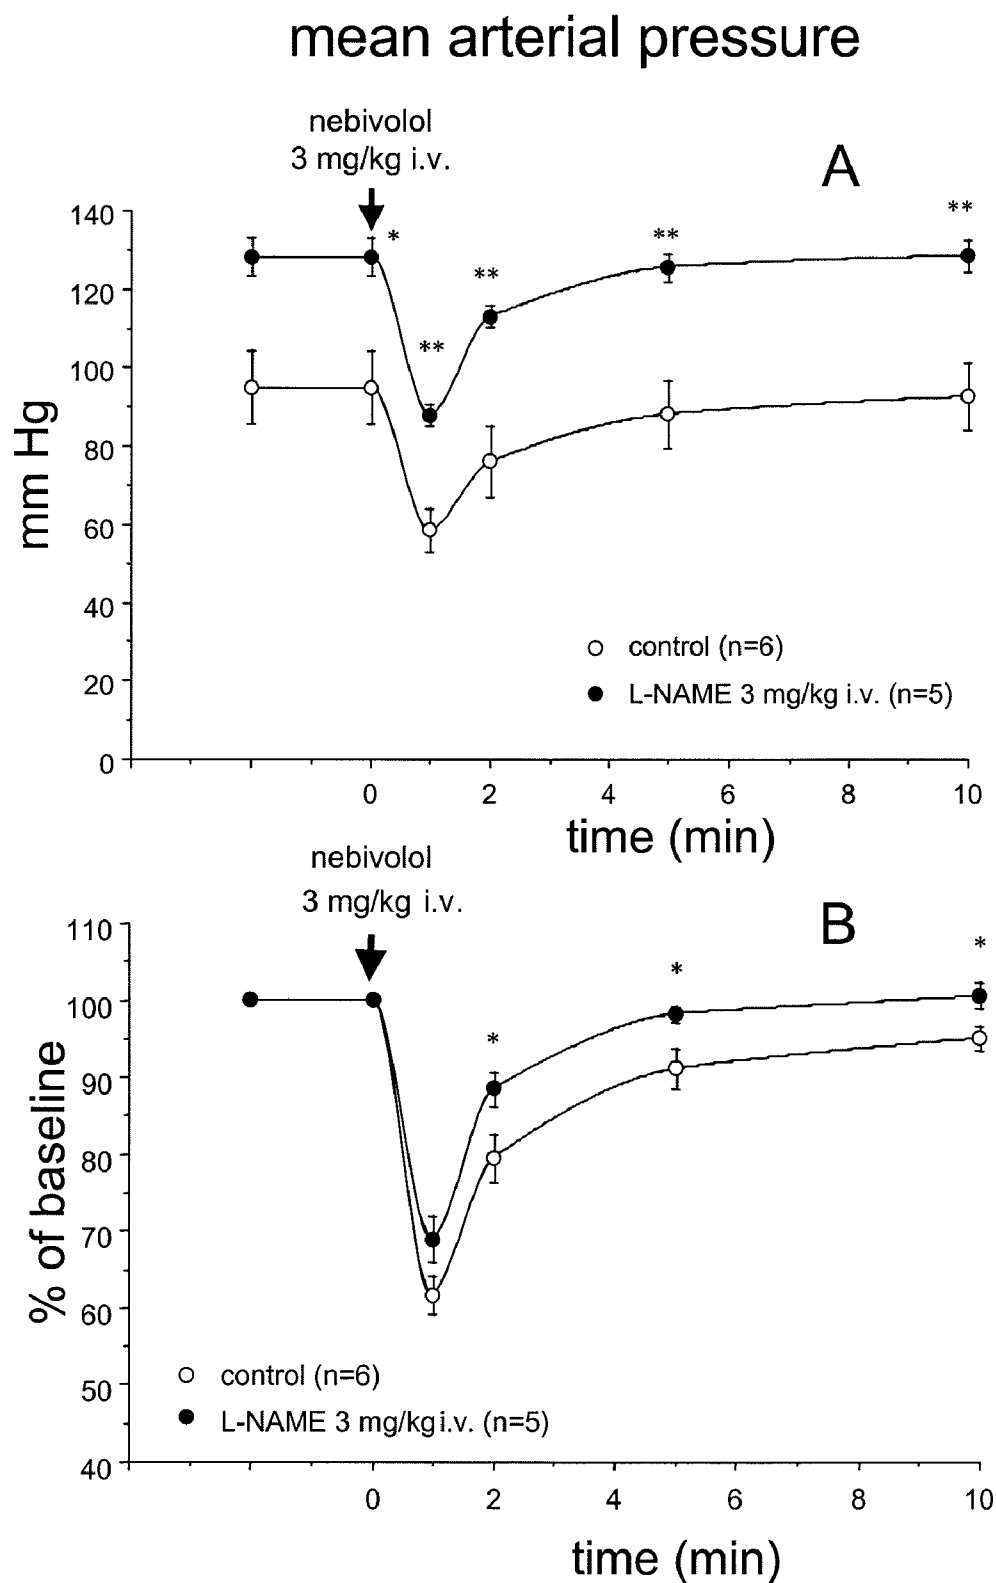 mean arterial pressure
nebivolol
3 mg/kg i.v.
A
140
120
100
80
60
40
20
0
mm Hg
*
**
**
**
**
control (n=6)
L-NAME 3 mg/kg i.v. (n=5)
0 2 4 6 8 10
time (min)
nebivolol
3 mg/kg i.v.
B
110
100
90
80
70
60
50
40
% of baseline
*
*
*
control (n=6)
L-NAME 3 mg/kg i.v. (n=5)
0 2 4 6 8 10
time (min)